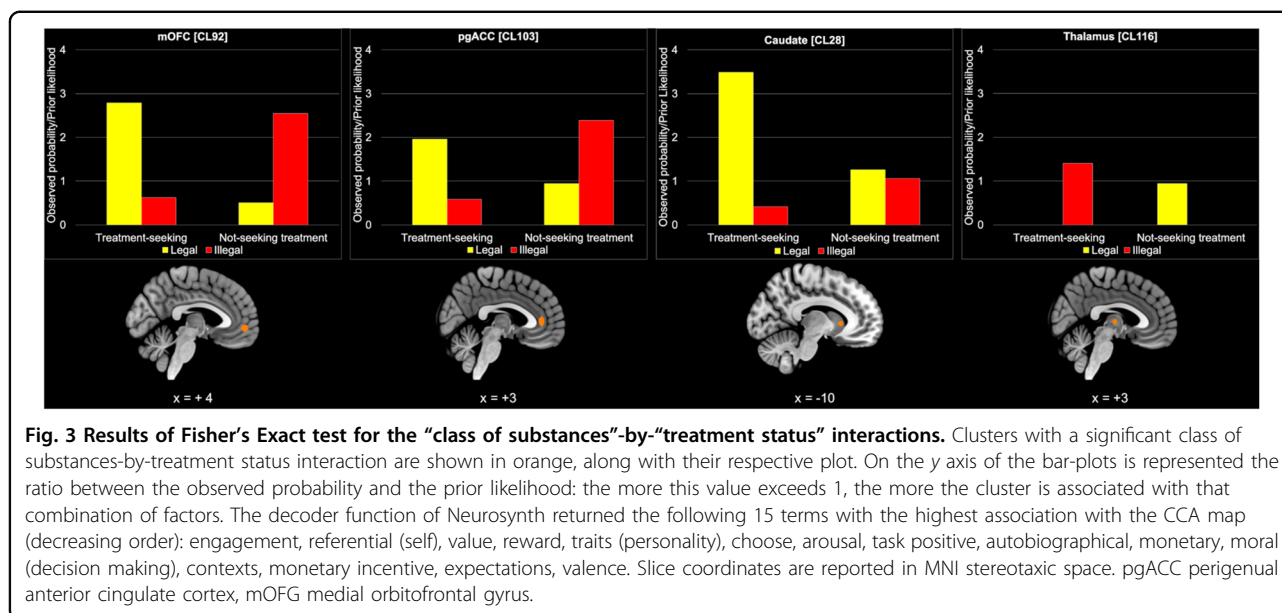 mOFC [CL92]
pgACC [CL103]
Caudate [CL28]
Thalamus [CL116]
Observed probability/Prior likelihood
4
3
2
1
0
Treatment-seeking Not-seeking treatment
Legal Illegal
Observed probability/Prior likelihood
4
3
2
1
0
Treatment-seeking Not-seeking treatment
Legal Illegal
Observed probability/Prior Likelihood
4
3
2
1
0
Treatment-seeking Not-seeking treatment
Legal Illegal
Observed probability/Prior likelihood
4
3
2
1
0
Treatment-seeking Not-seeking treatment
Legal Illegal
x = + 4
x = +3
x = -10
x = +3
Fig. 3 Results of Fisher’s Exact test for the “class of substances”-by-“treatment status” interactions. Clusters with a significant class of
substances-by-treatment status interaction are shown in orange, along with their respective plot. On the y axis of the bar-plots is represented the
ratio between the observed probability and the prior likelihood: the more this value exceeds 1, the more the cluster is associated with that
combination of factors. The decoder function of Neurosynth returned the following 15 terms with the highest association with the CCA map
(decreasing order): engagement, referential (self), value, reward, traits (personality), choose, arousal, task positive, autobiographical, monetary, moral
(decision making), contexts, monetary incentive, expectations, valence. Slice coordinates are reported in MNI stereotaxic space. pgACC perigenual
anterior cingulate cortex, mOFG medial orbitofrontal gyrus.